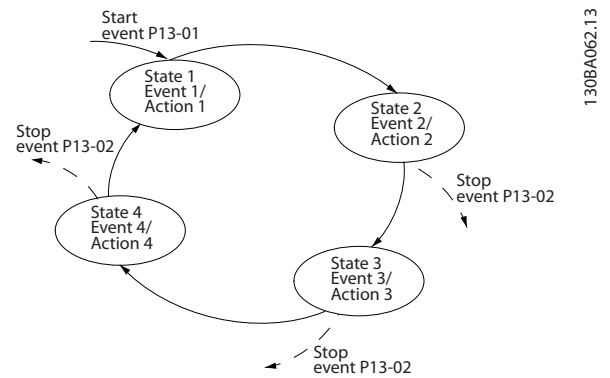 Start
event P13-01
130BA062.13
State 1
Event 1/
Action 1
State 2
Event 2/
Action 2
Stop
event P13-02
Stop
event P13-02
State 4
Event 4/
Action 4
State 3
Event 3/
Action 3
Stop
event P13-02